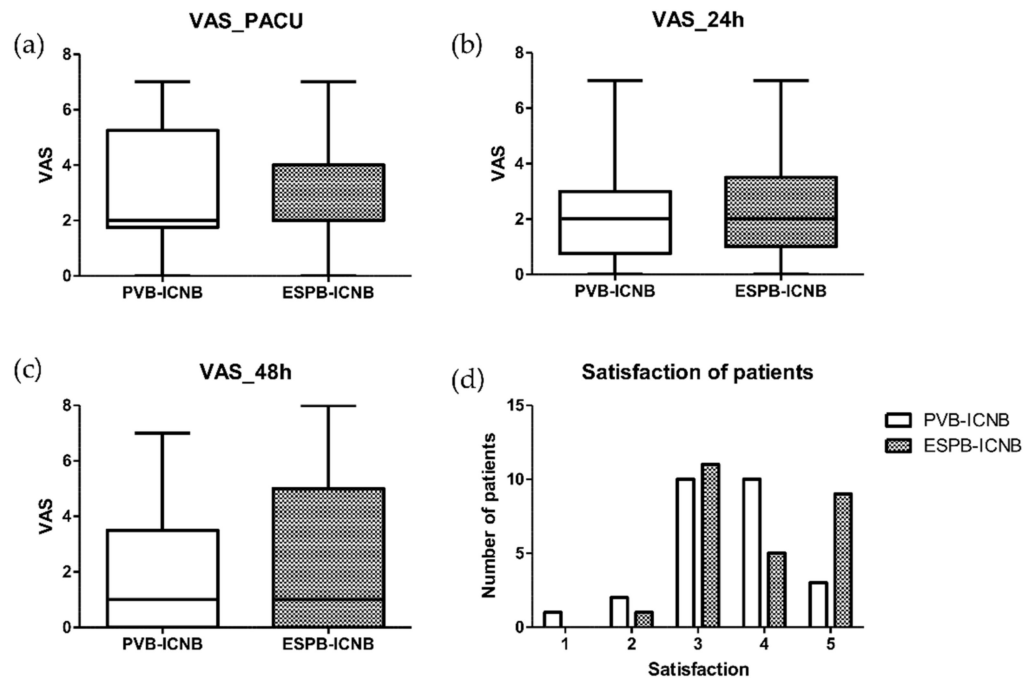 (a)
VAS_PACU
VAS
8
6
4
2
0
PVB-ICNB ESPB-ICNB
(b)
VAS_24h
VAS
8
6
4
2
0
PVB-ICNB ESPB-ICNB
(c)
VAS_48h
VAS
8
6
4
2
0
PVB-ICNB ESPB-ICNB
(d)
Satisfaction of patients
Number of patients
15
10
5
0
1 2 3 4 5
Satisfaction
PVB-ICNB
ESPB-ICNB